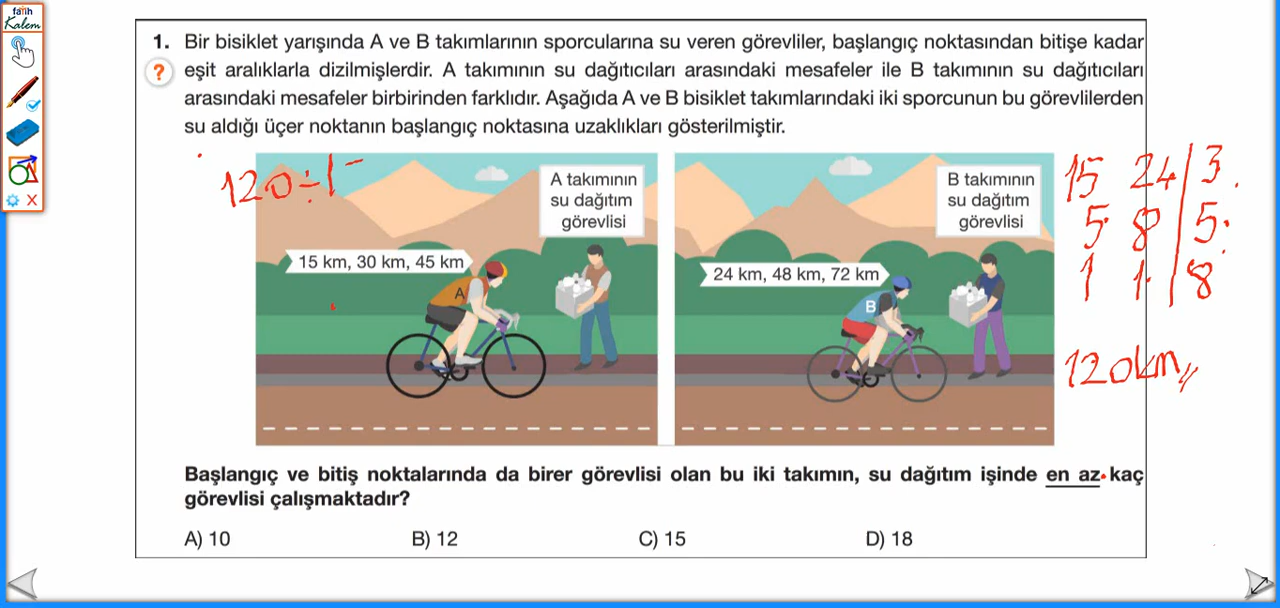 fatih
Kalem
1. Bir bisiklet yarışında A ve B takımlarının sporcularına su veren görevliler, başlangıç noktasından bitişe kadar
? eşit aralıklarla dizilmişlerdir. A takımının su dağıtıcıları arasındaki mesafeler ile B takımının su dağıtıcıları
arasındaki mesafeler birbirinden farklıdır. Aşağıda A ve B bisiklet takımlarındaki iki sporcunun bu görevlilerden
su aldığı üçer noktanın başlangıç noktasına uzaklıkları gösterilmiştir.
120÷1
A takımının
su dağıtım
görevlisi
15 km, 30 km, 45 km
A
B takımının
su dağıtım
görevlisi
24 km, 48 km, 72 km
B
15 24 | 3
5 8 | 5
1 1 | 8
120km
Başlangıç ve bitiş noktalarında da birer görevlisi olan bu iki takımın, su dağıtım işinde en az kaç
görevlisi çalışmaktadır?
A) 10 B) 12 C) 15 D) 18